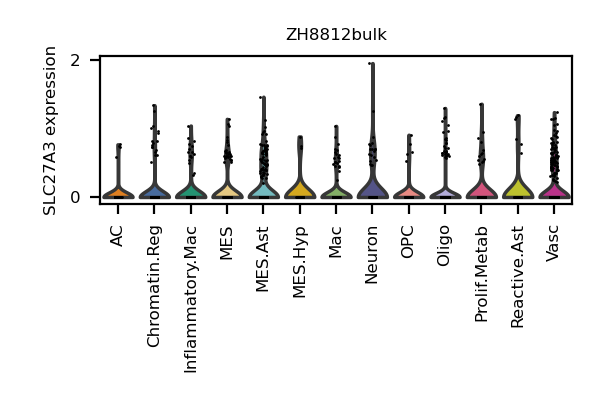 ZH8812bulk
SLC27A3 expression
2
0
AC
Chromatin.Reg
Inflammatory.Mac
MES
MES.Ast
MES.Hyp
Mac
Neuron
OPC
Oligo
Prolif.Metab
Reactive.Ast
Vasc